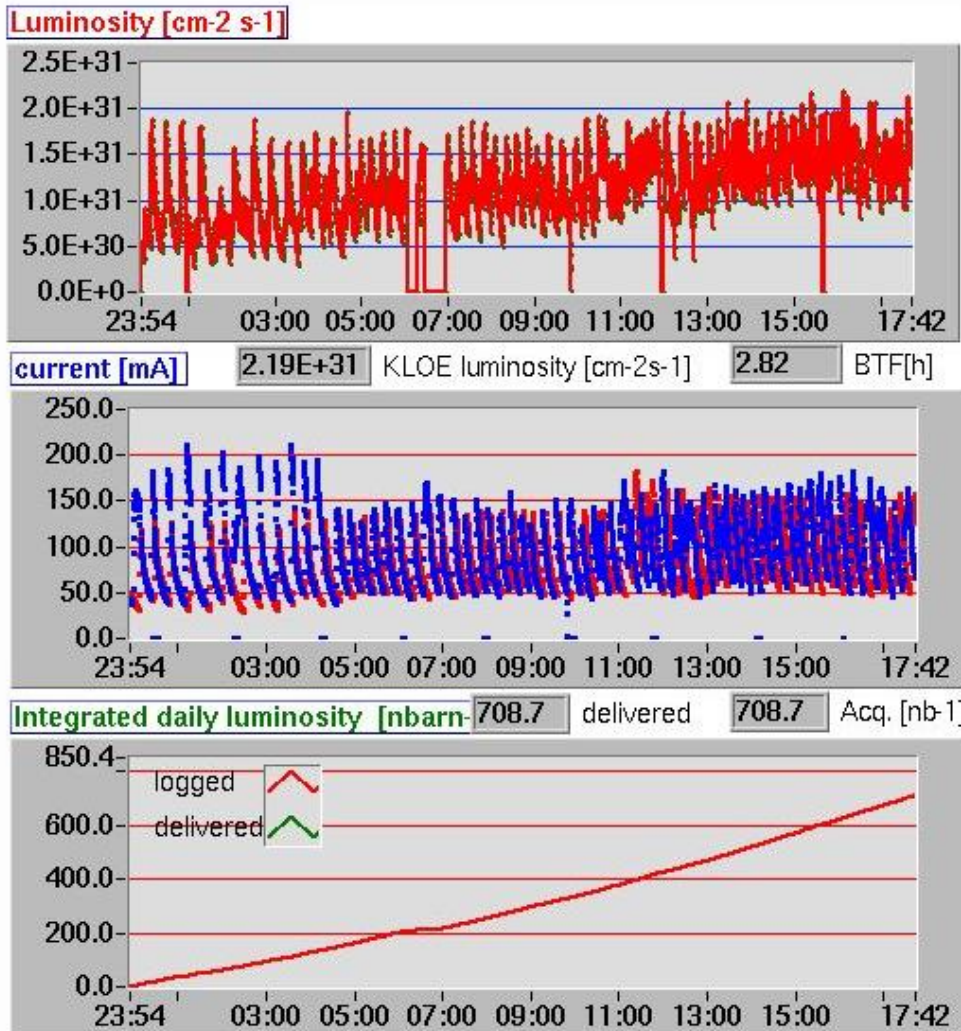 Luminosity [cm-2 s-1]
2.5E+31
2.0E+31
1.5E+31
1.0E+31
5.0E+30
0.0E+0
23:54 03:00 05:00 07:00 09:00 11:00 13:00 15:00 17:42
current [mA] 2.19E+31 KLOE luminosity [cm-2s-1] 2.82 BTF[h]
250.0
200.0
150.0
100.0
50.0
0.0
23:54 03:00 05:00 07:00 09:00 11:00 13:00 15:00 17:42
Integrated daily luminosity [nbarn- 708.7 delivered 708.7 Acq. [nb-1]
850.4
logged
delivered
600.0
400.0
200.0
0.0
23:54 03:00 05:00 07:00 09:00 11:00 13:00 15:00 17:42